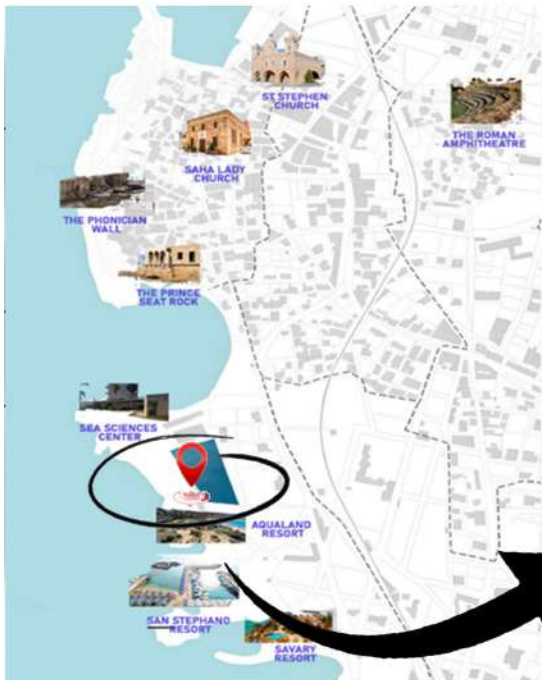 ST STEPHEN
CHURCH
THE ROMAN
AMPHITHEATRE
SAHA LADY
CHURCH
THE PHONICIAN
WALL
THE PRINCE
SEAT ROCK
SEA SCIENCES
CENTER
AQUALAND
RESORT
SAN STEPHANO
RESORT
SAVARY
RESORT